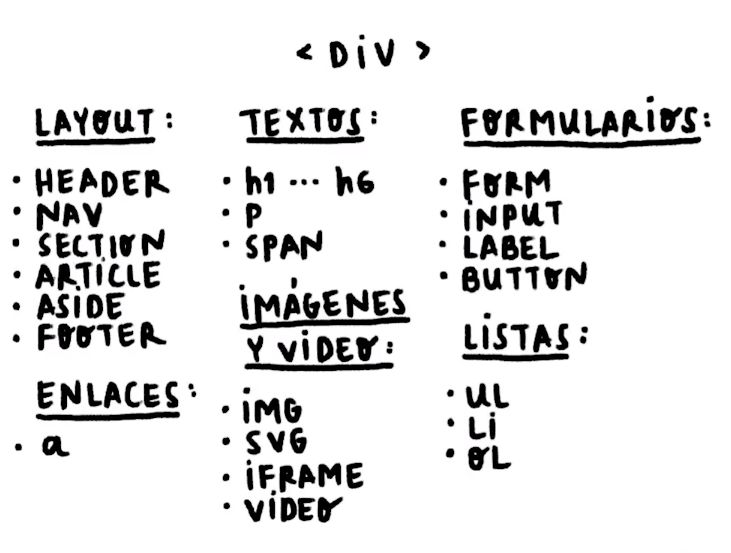 < DiV >
LAYOUT:
• HEADER
• NAV
• SECTION
• ARTÍCLE
• ASiDE
• FOOTER
ENLACES:
• a
TEXTOS:
• h1 ... h6
• P
• SPAN
iMÁGENES
Y ViDEO:
• iMG
• SVG
• iFRAME
• ViDEO
FORMULARiOS:
• FORM
• iNPUT
• LABEL
• BUTTON
LiSTAS:
• UL
• Li
• OL